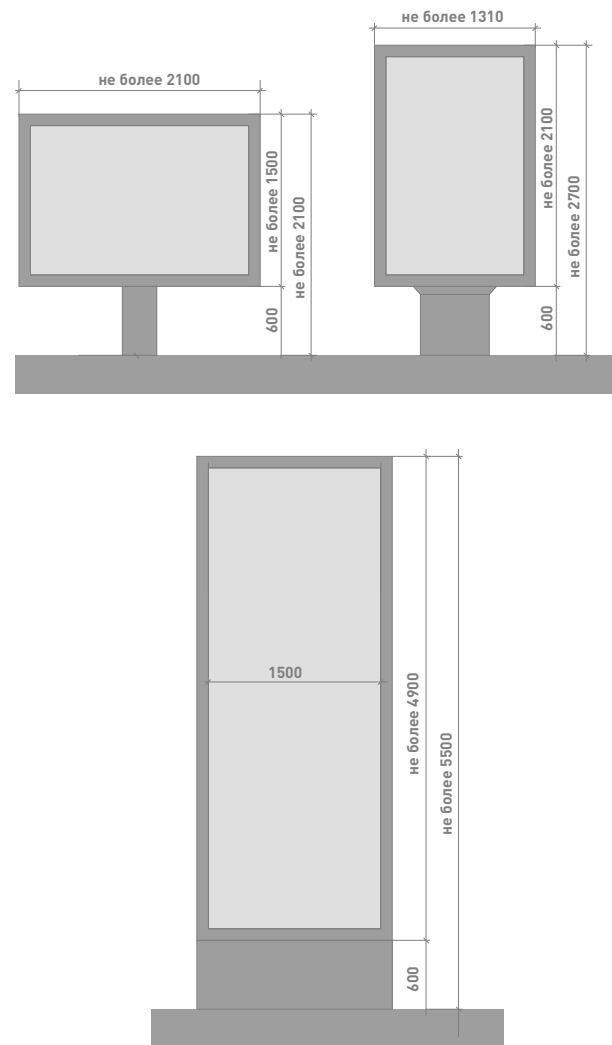 не более 2100
не более 1500
не более 2100
600
не более 1310
не более 2100
не более 2700
600
1500
не более 4900
не более 5500
600